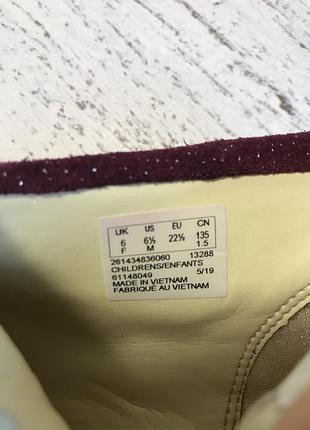 UK US EU CN
6 6½ 22½ 135
F M 1.5
261434836060 13288
CHILDRENS/ENFANTS
61148049 5/19
MADE IN VIETNAM
FABRIQUÉ AU VIETNAM